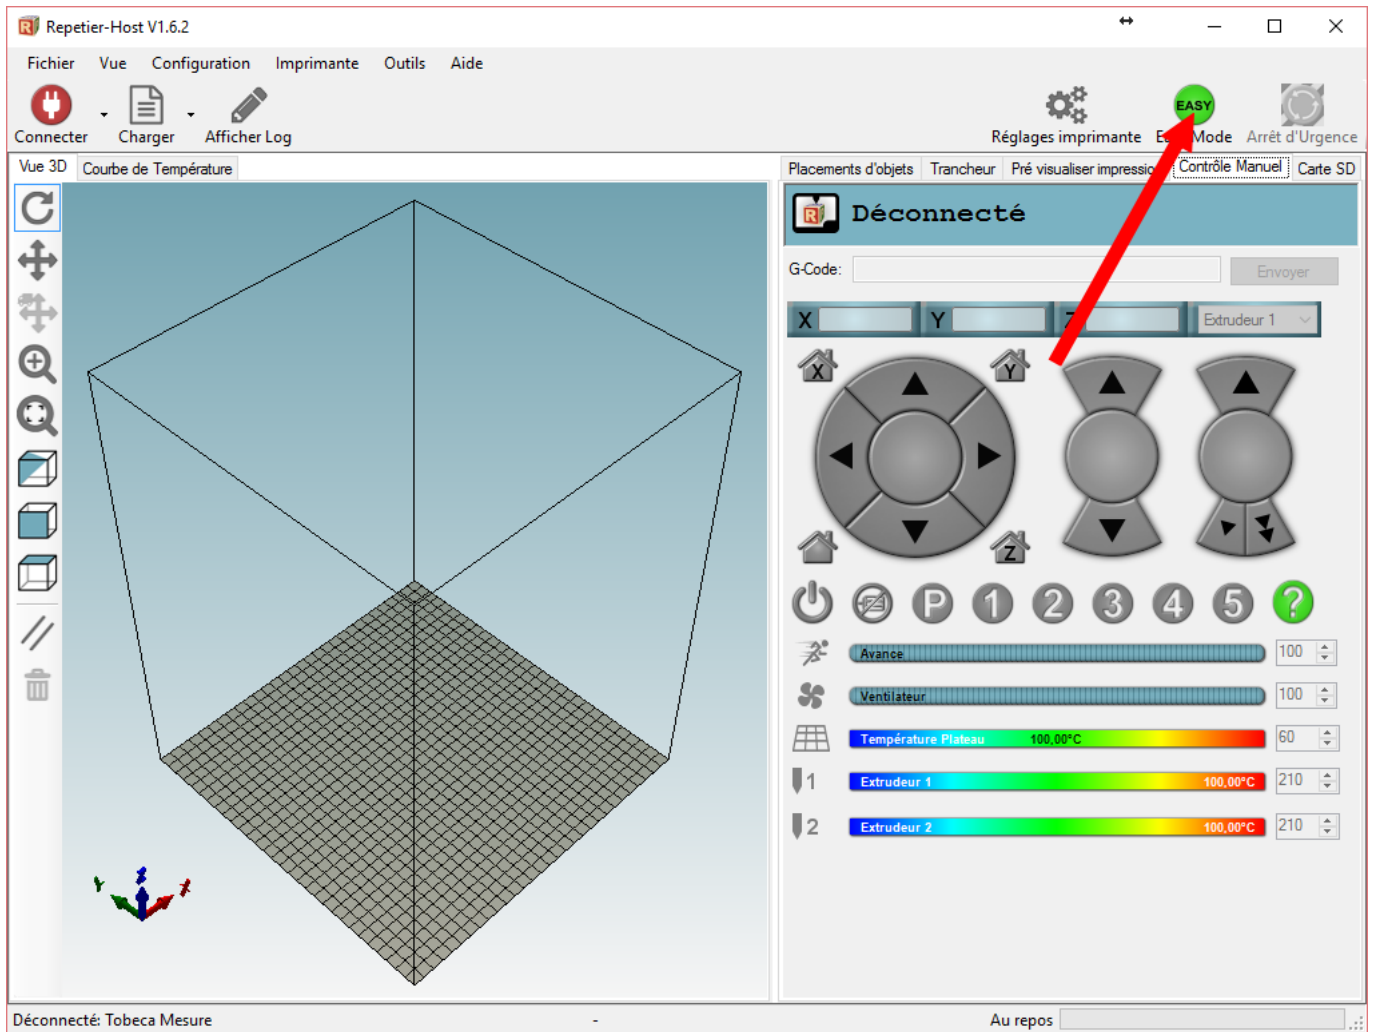 Repetier-Host V1.6.2
Fichier Vue Configuration Imprimante Outils Aide
EASY
Connecter Charger Afficher Log Réglages imprimante Mode Arrêt d'Urgence
Vue 3D Courbe de Température Placements d'objets Trancheur Pré visualiser Contrôle Manuel Carte SD
R Déconnecté
G-Code: Envoyer
X Y Z Extrudeur 1
X Y
Z
P 1 2 3 4 5 ?
Avance 100
Ventilateur 100
Température Plateau 100,00°C 60
1 Extrudeur 1 100,00°C 210
2 Extrudeur 2 100,00°C 210
Y Z X
Déconnecté: Tobeca Mesure - Au repos